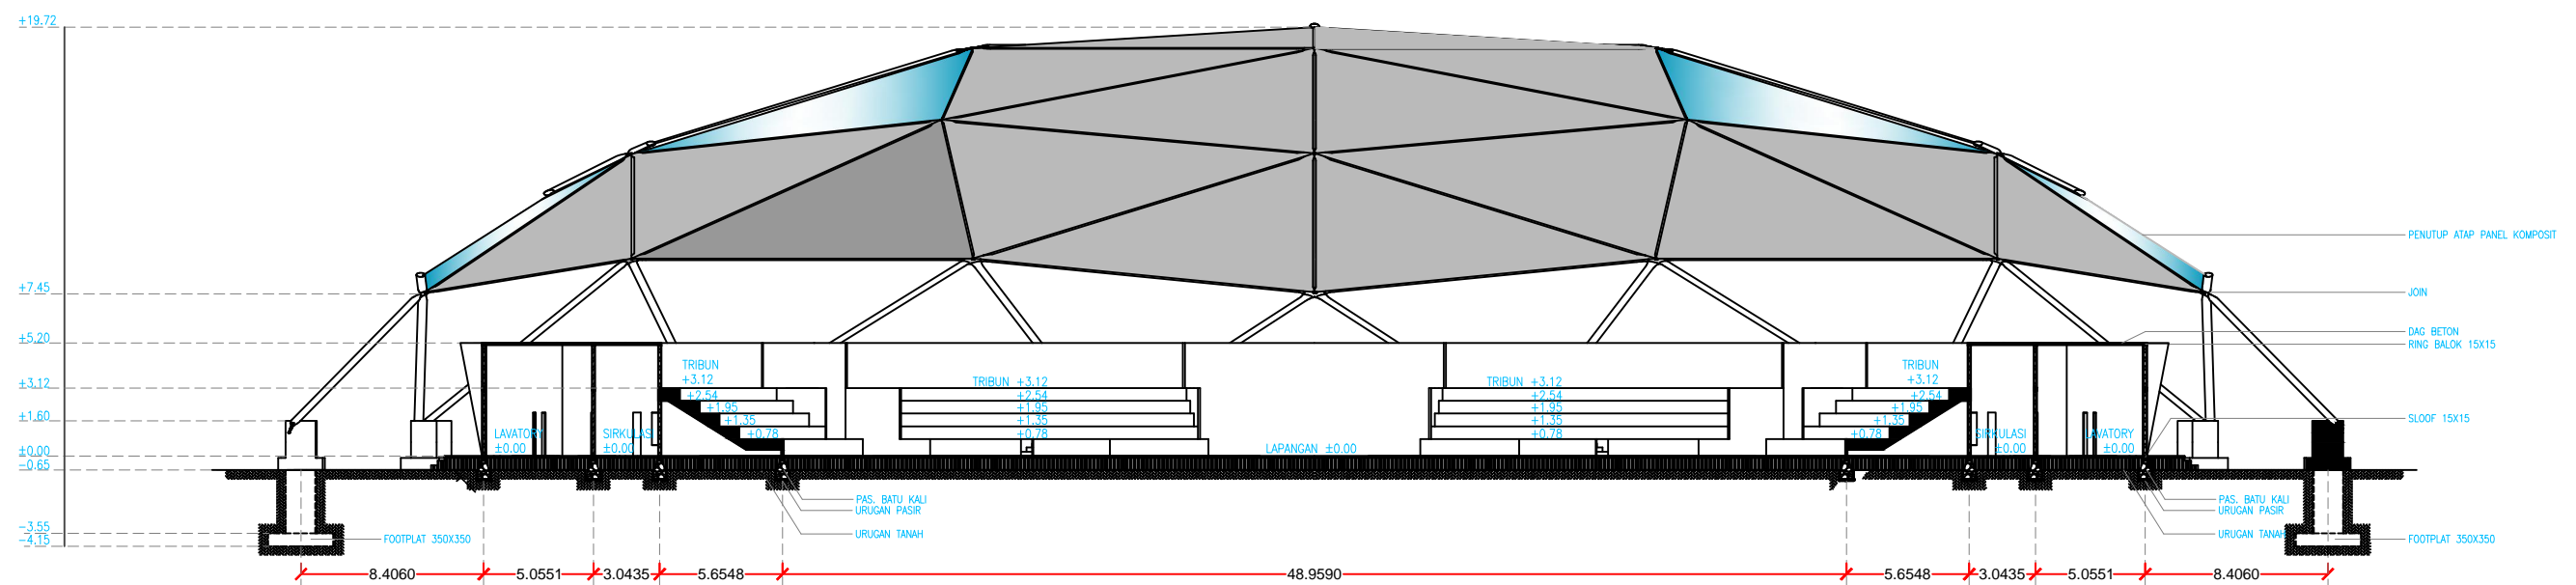 +19.72
PENUTUP ATAP PANEL KOMPOSIT
+7.45
JOIN
DAG BETON
+5.20
RING BALOK 15X15
TRIBUN
+3.12
TRIBUN +3.12
TRIBUN +3.12
TRIBUN
+3.12
+3.12
+2.54
+2.54
+2.54
+2.54
+1.95
+1.95
+1.95
+1.95
+1.60
+1.35
+1.35
+1.35
+1.35
SLOOF 15X15
+0.78
+0.78
+0.78
+0.78
LAVATORY
±0.00
SIRKULASI
±0.00
LAPANGAN ±0.00
SIRKULASI
±0.00
LAVATORY
±0.00
±0.00
-0.65
PAS. BATU KALI
URUGAN PASIR
URUGAN TANAH
PAS. BATU KALI
URUGAN PASIR
URUGAN TANAH
-3.55
-4.15
FOOTPLAT 350X350
FOOTPLAT 350X350
8.4060 5.0551 3.0435 5.6548 48.9590 5.6548 3.0435 5.0551 8.4060